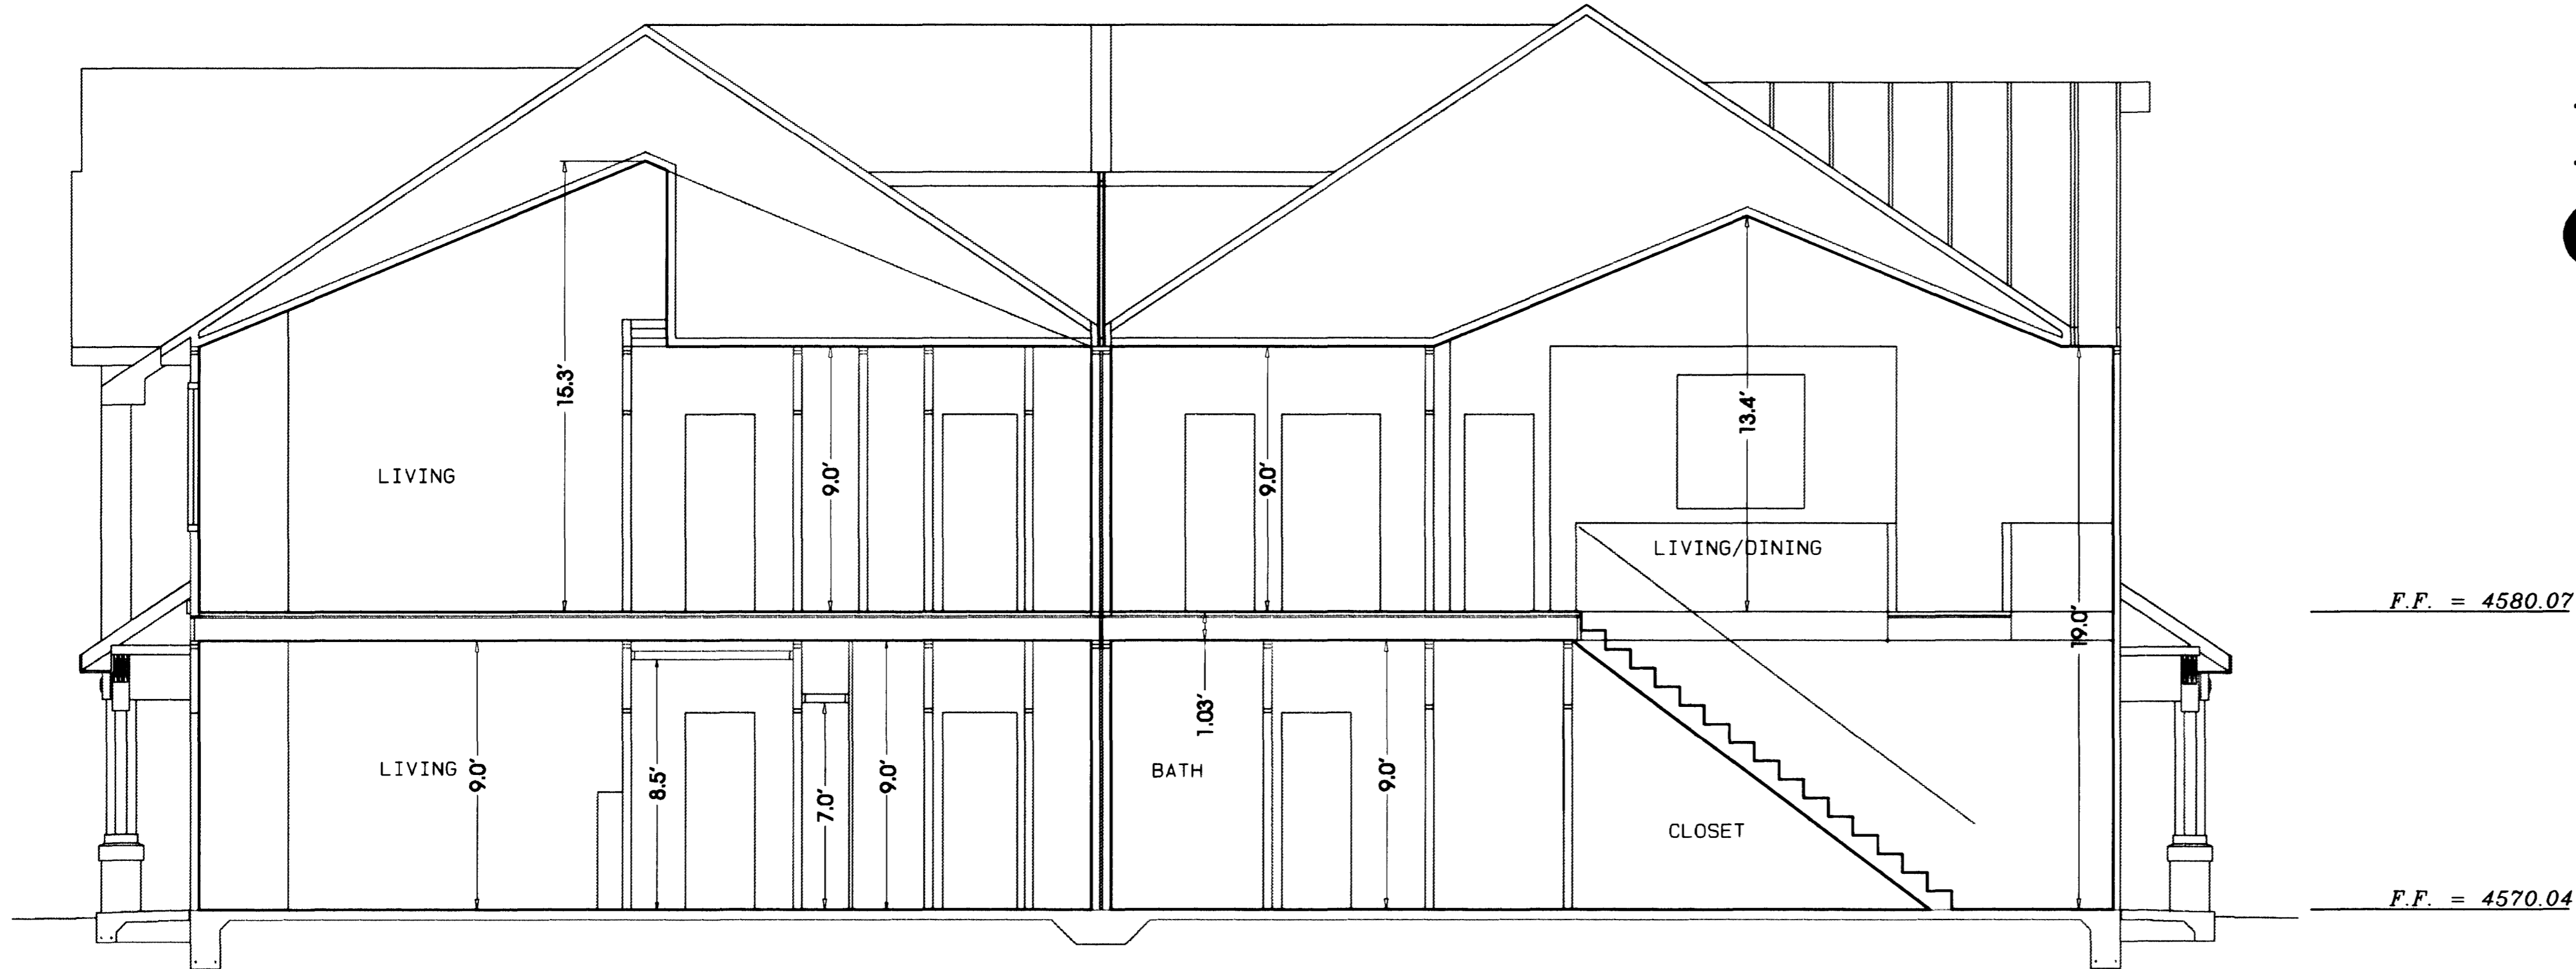 15.3′
13.4′
LIVING
9.0′
9.0′
LIVING/DINING
F.F. = 4580.07
19.0′
1.03′
LIVING
9.0′
8.5′
7.0′
9.0′
BATH
9.0′
CLOSET
F.F. = 4570.04